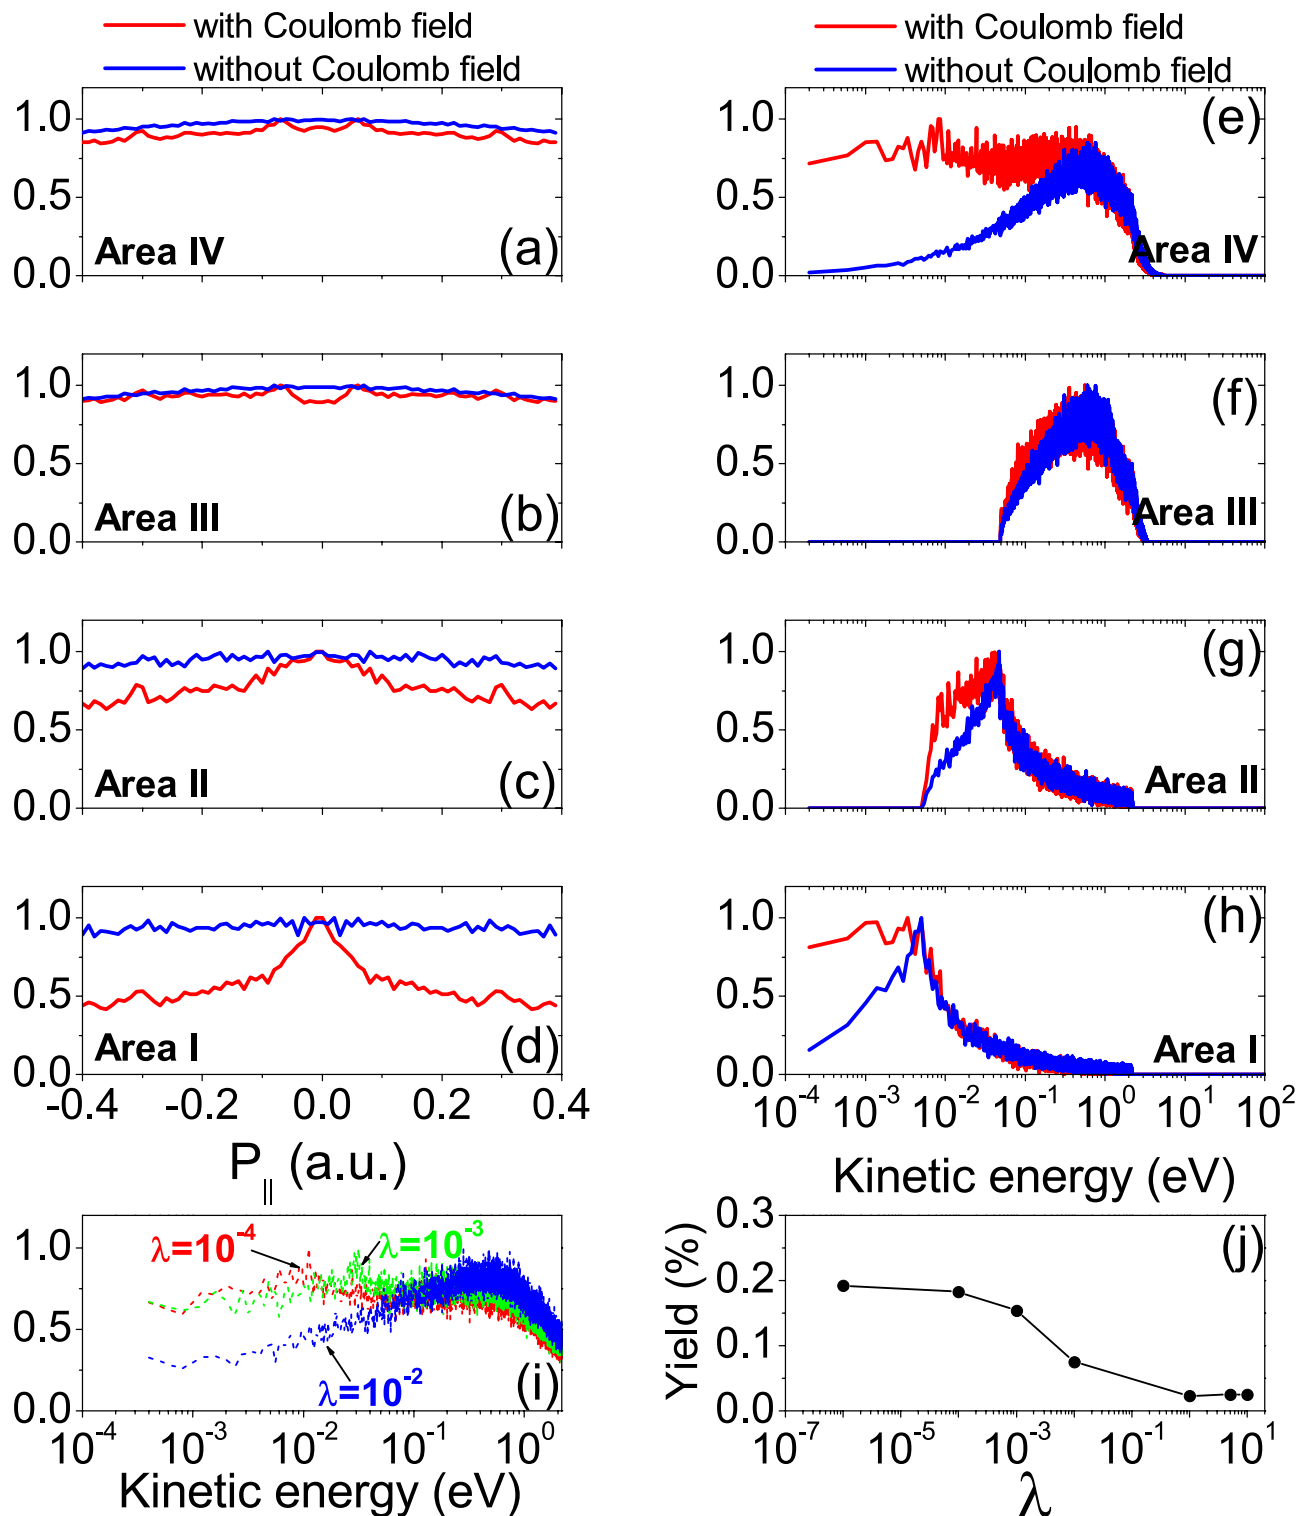 with Coulomb field
without Coulomb field
with Coulomb field
without Coulomb field
1.0
0.5
0.0
Area IV
(a)
1.0
0.5
0.0
Area IV
(e)
1.0
0.5
0.0
Area III
(b)
1.0
0.5
0.0
Area III
(f)
1.0
0.5
0.0
Area II
(c)
1.0
0.5
0.0
Area II
(g)
1.0
0.5
0.0
Area I
(d)
-0.4 -0.2 0.0 0.2 0.4
P|| (a.u.)
1.0
0.5
0.0
Area I
(h)
10⁻⁴ 10⁻³ 10⁻² 10⁻¹ 10⁰ 10¹ 10²
Kinetic energy (eV)
1.0
0.5
0.0
λ=10⁻⁴
λ=10⁻³
λ=10⁻²
(i)
10⁻⁴ 10⁻³ 10⁻² 10⁻¹ 10⁰
Kinetic energy (eV)
0.3
0.2
0.1
0.0
Yield (%)
(j)
10⁻⁷ 10⁻⁵ 10⁻³ 10⁻¹ 10¹
λ